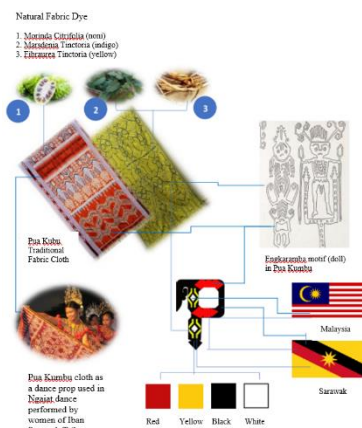 Natural Fabric Dye
1. Morinda Citrifolia (noni)
2. Marsdenia Tinctoria (indigo)
3. Fibraurea Tinctoria (yellow)
1
2
3
Pua Kubu
Traditional
Fabric Cloth
Engkaramba motif (doll)
in Pua Kumbu
Malaysia
Sarawak
Pua Kumbu cloth as
a dance prop used in
Ngajat dance
performed by
women of Iban
Red Yellow Black White